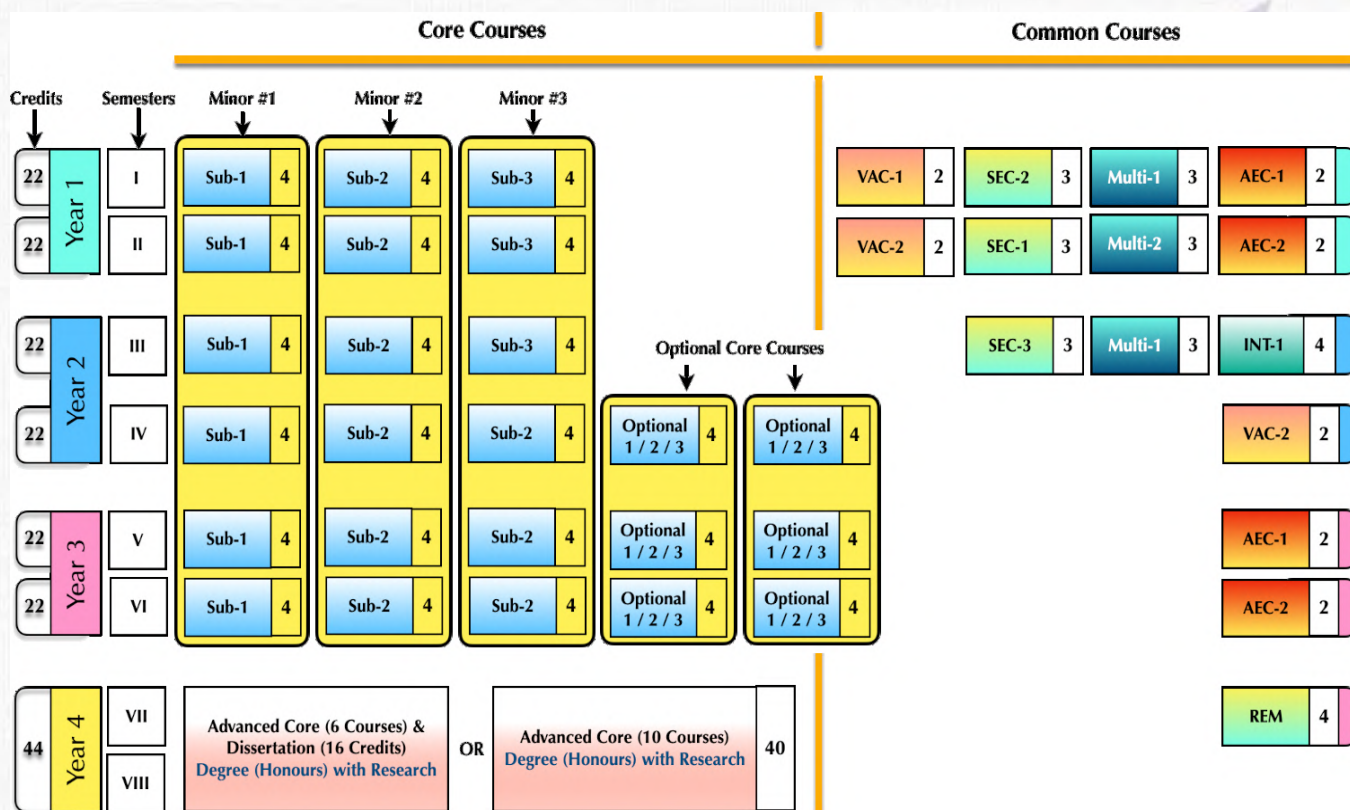 Core Courses
Common Courses
Credits Semesters Minor #1 Minor #2 Minor #3
22 Year 1 I Sub-1 4 Sub-2 4 Sub-3 4 VAC-1 2 SEC-2 3 Multi-1 3 AEC-1 2
22 II Sub-1 4 Sub-2 4 Sub-3 4 VAC-2 2 SEC-1 3 Multi-2 3 AEC-2 2
22 Year 2 III Sub-1 4 Sub-2 4 Sub-3 4 SEC-3 3 Multi-1 3 INT-1 4
Optional Core Courses
22 IV Sub-1 4 Sub-2 4 Sub-2 4 Optional 4 Optional 4 VAC-2 2
1 / 2 / 3 1 / 2 / 3
22 Year 3 V Sub-1 4 Sub-2 4 Sub-2 4 Optional 4 Optional 4 AEC-1 2
1 / 2 / 3 1 / 2 / 3
22 VI Sub-1 4 Sub-2 4 Sub-2 4 Optional 4 Optional 4 AEC-2 2
1 / 2 / 3 1 / 2 / 3
44 Year 4 VII
VIII
Advanced Core (6 Courses) &
Dissertation (16 Credits)
Degree (Honours) with Research
OR
Advanced Core (10 Courses)
Degree (Honours) with Research
40
REM 4